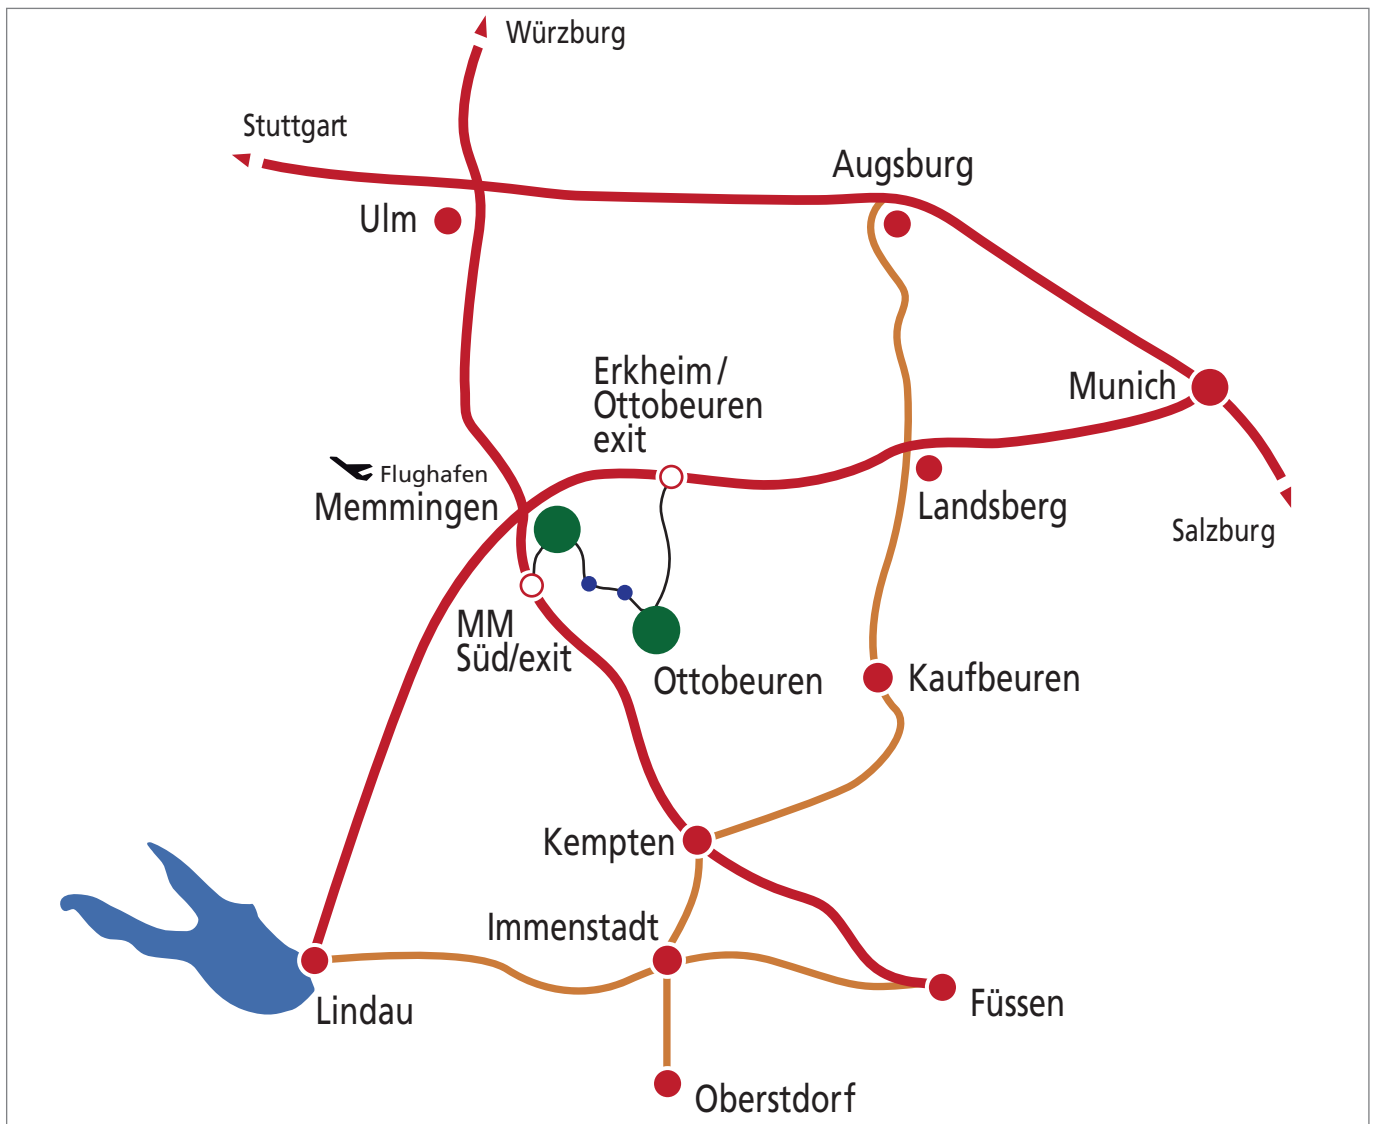 Würzburg
Stuttgart
Augsburg
Ulm
Erkheim/
Ottobeuren
exit
Munich
Flughafen
Memmingen
Landsberg
Salzburg
MM
Süd/exit
Ottobeuren
Kaufbeuren
Kempten
Immenstadt
Lindau
Füssen
Oberstdorf